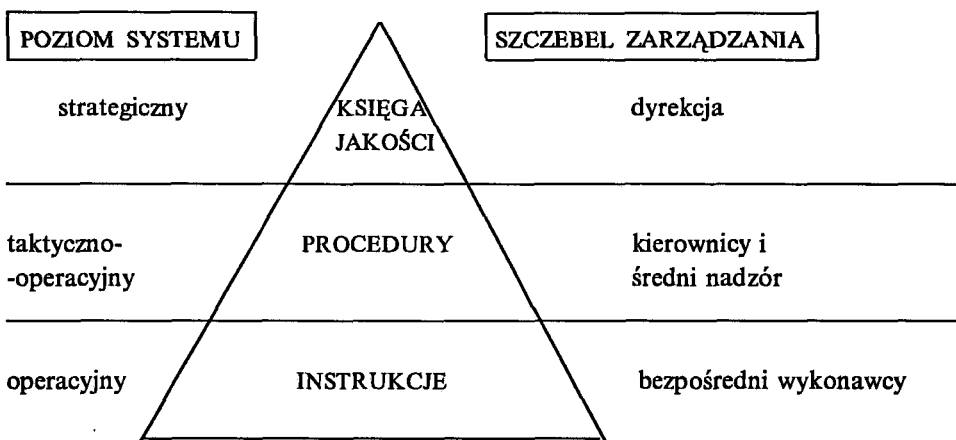 POZIOM SYSTEMU
SZCZEBEL ZARZĄDZANIA
strategiczny
KSIĘGA
JAKOŚCI
dyrekcja
taktyczno-
-operacyjny
PROCEDURY
kierownicy i
średni nadzór
operacyjny
INSTRUKCJE
bezpośredni wykonawcy